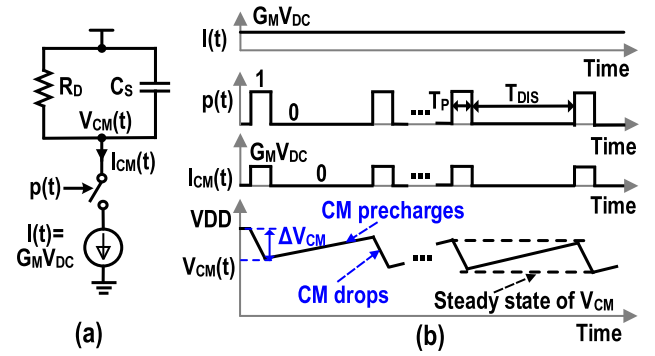 R_D
C_S
V_CM(t)
I_CM(t)
p(t)
I(t)=
G_MV_DC
(a)
G_MV_DC
I(t)
Time
1
p(t)
0
T_P
T_DIS
Time
G_MV_DC
I_CM(t)
0
Time
VDD
CM precharges
ΔV_CM
V_CM(t)
CM drops
Steady state of V_CM
(b)
Time